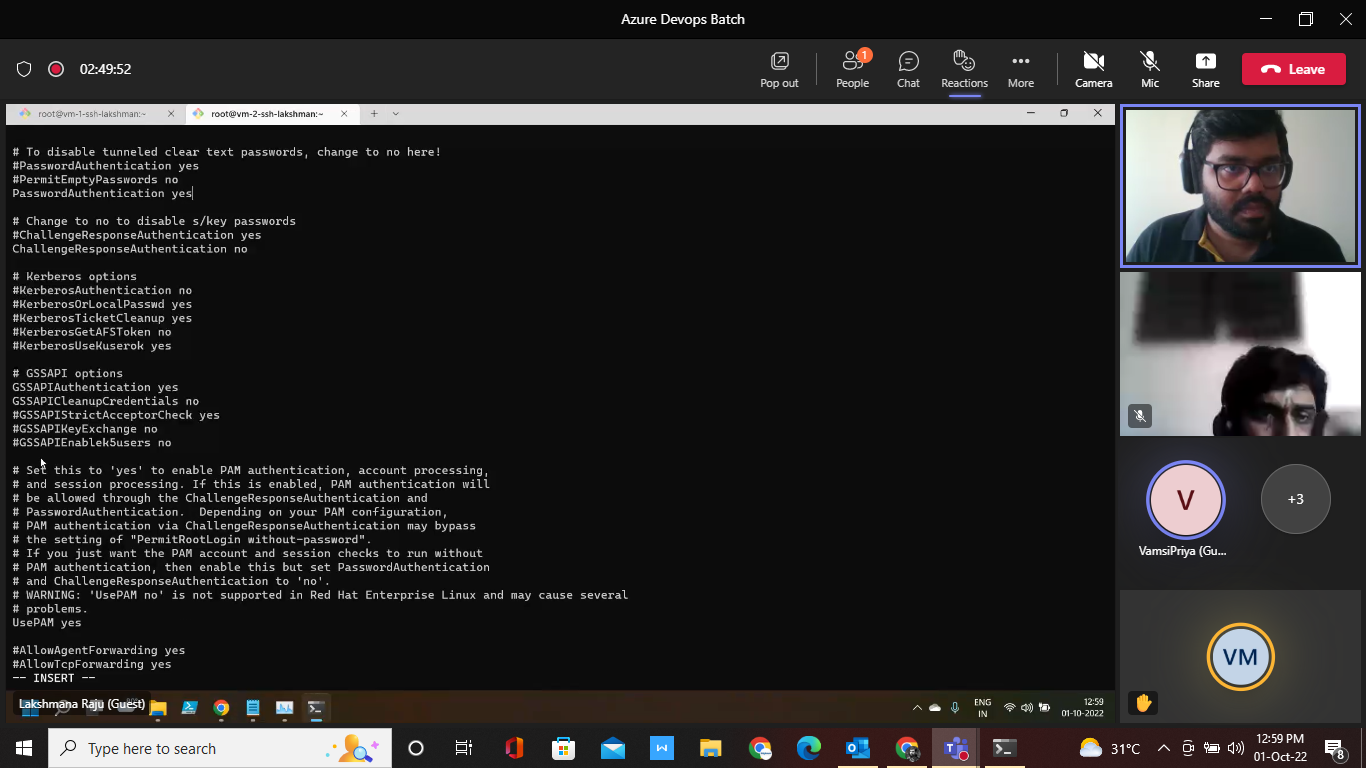 Azure Devops Batch
02:49:52
Pop out
1
People
Chat
Reactions
More
Camera
Mic
Share
Leave
root@vm-1-ssh-lakshman:~
root@vm-2-ssh-lakshman:~
# To disable tunneled clear text passwords, change to no here!
#PasswordAuthentication yes
#PermitEmptyPasswords no
PasswordAuthentication yes
# Change to no to disable s/key passwords
#ChallengeResponseAuthentication yes
ChallengeResponseAuthentication no
# Kerberos options
#KerberosAuthentication no
#KerberosOrLocalPasswd yes
#KerberosTicketCleanup yes
#KerberosGetAFSToken no
#KerberosUseKuserok yes
# GSSAPI options
GSSAPIAuthentication yes
GSSAPICleanupCredentials no
#GSSAPIStrictAcceptorCheck yes
#GSSAPIKeyExchange no
#GSSAPIEnablek5users no
# Set this to 'yes' to enable PAM authentication, account processing,
# and session processing. If this is enabled, PAM authentication will
# be allowed through the ChallengeResponseAuthentication and
# PasswordAuthentication.  Depending on your PAM configuration,
# PAM authentication via ChallengeResponseAuthentication may bypass
# the setting of "PermitRootLogin without-password".
# If you just want the PAM account and session checks to run without
# PAM authentication, then enable this but set PasswordAuthentication
# and ChallengeResponseAuthentication to 'no'.
# WARNING: 'UsePAM no' is not supported in Red Hat Enterprise Linux and may cause several
# problems.
UsePAM yes
#AllowAgentForwarding yes
#AllowTcpForwarding yes
-- INSERT --
Lakshmana Raju (Guest)
ENG
IN
12:59
01-10-2022
V
+3
VamsiPriya (Gu...
VM
Type here to search
W
31°C
12:59 PM
01-Oct-22
8